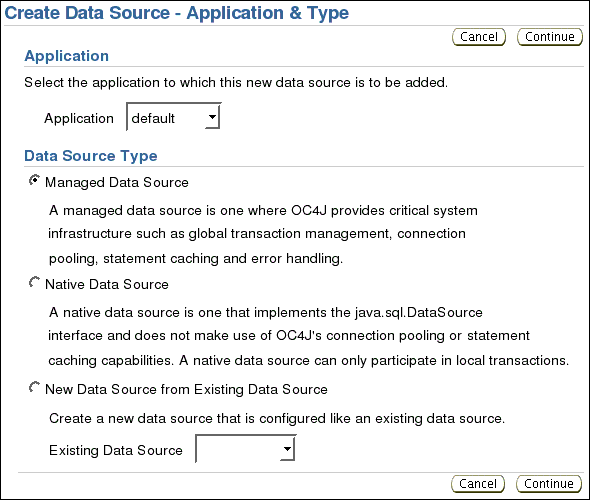 Create Data Source - Application & Type
Cancel Continue
Application
Select the application to which this new data source is to be added.
Application default
Data Source Type
Managed Data Source
A managed data source is one where OC4J provides critical system
infrastructure such as global transaction management, connection
pooling, statement caching and error handling.
Native Data Source
A native data source is one that implements the java.sql.DataSource
interface and does not make use of OC4J's connection pooling or statement
caching capabilities. A native data source can only participate in local transactions.
New Data Source from Existing Data Source
Create a new data source that is configured like an existing data source.
Existing Data Source
Cancel Continue